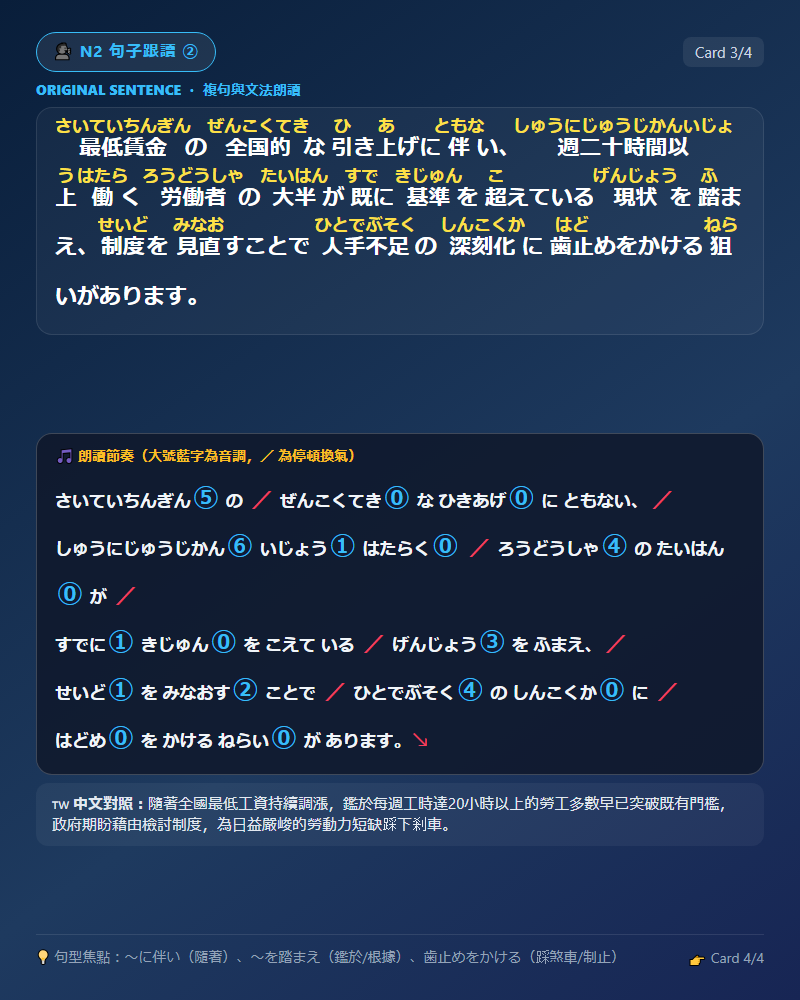 N2 句子跟讀 ②
Card 3/4
ORIGINAL SENTENCE · 複句與文法朗讀
さいていちんぎん ぜんこくてき ひ あ ともな しゅうにじゅうじかんいじょ
最低賃金 の 全国的 な 引き上げに 伴 い、 週二十時間以
う はたら ろうどうしゃ たいはん すで きじゅん こ げんじょう ふ
上 働 く 労働者 の 大半 が 既に 基準 を 超えている 現状 を 踏ま
せいど みなお ひとでぶそく しんこくか はど ねら
え、制度を 見直すことで 人手不足 の 深刻化 に 歯止めをかける 狙
いがあります。
🎵 朗讀節奏（大號藍字為音調，／ 為停頓換氣）
さいていちんぎん⑤ の ／ ぜんこくてき⓪ な ひきあげ⓪ に ともない、／
しゅうにじゅうじかん⑥ いじょう① はたらく⓪ ／ ろうどうしゃ④ の たいはん
⓪ が ／
すでに① きじゅん⓪ を こえて いる ／ げんじょう③ を ふまえ、／
せいど① を みなおす② ことで ／ ひとでぶそく④ の しんこくか⓪ に ／
はどめ⓪ を かける ねらい⓪ が あります。↘
TW 中文對照：隨著全國最低工資持續調漲，鑑於每週工時達20小時以上的勞工多數早已突破既有門檻，
政府期盼藉由檢討制度，為日益嚴峻的勞動力短缺踩下剎車。
💡 句型焦點：～に伴い（隨著）、～を踏まえ（鑑於/根據）、歯止めをかける（踩煞車/制止）
👉 Card 4/4